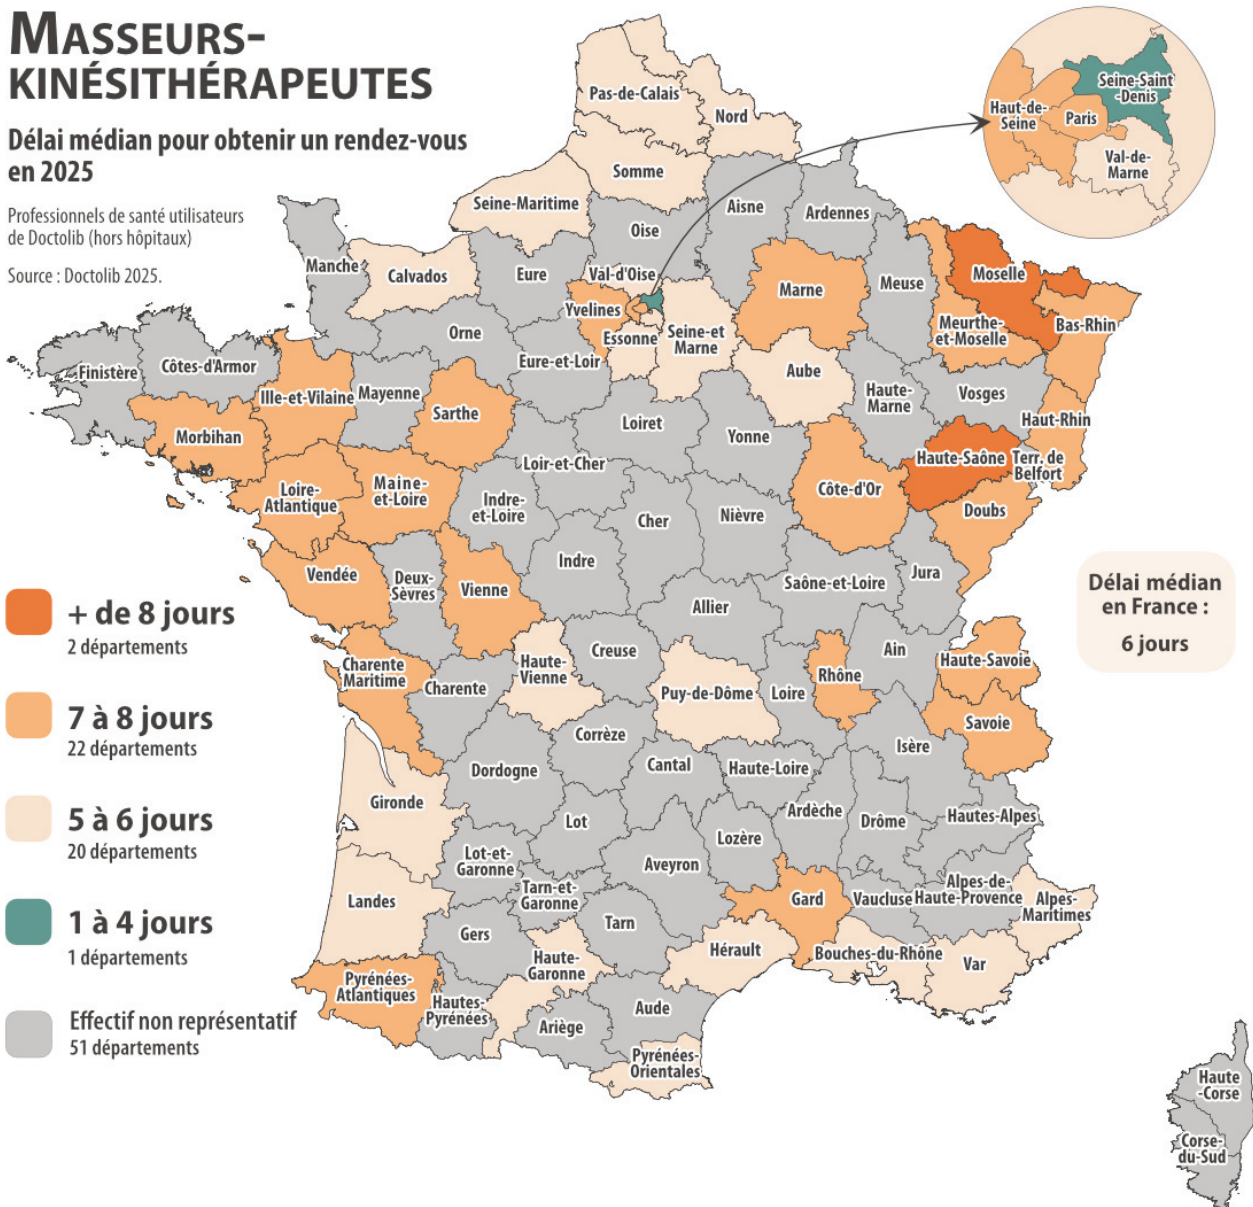 MASSEURS-
KINÉSITHÉRAPEUTES
Délai médian pour obtenir un rendez-vous
en 2025
Professionnels de santé utilisateurs
de Doctolib (hors hôpitaux)
Source : Doctolib 2025.
Haut-de-
Seine
Paris
Seine-Saint
-Denis
Val-de-
Marne
Pas-de-Calais
Nord
Somme
Seine-Maritime
Aisne
Ardennes
Oise
Manche
Calvados
Eure
Val-d'Oise
Marne
Meuse
Moselle
Yvelines
Essonne
Seine-et
Marne
Meurthe-
et-Moselle
Bas-Rhin
Orne
Eure-et-Loir
Aube
Finistère
Côtes-d'Armor
Ille-et-Vilaine
Mayenne
Sarthe
Haute-
Marne
Vosges
Haut-Rhin
Morbihan
Loiret
Yonne
Haute-Saône
Terr. de
Belfort
Loir-et-Cher
Loire-
Atlantique
Maine-
et-Loire
Indre-
et-Loire
Cher
Nièvre
Côte-d'Or
Doubs
Vendée
Deux-
Sèvres
Vienne
Indre
Saône-et-Loire
Jura
Allier
Délai médian
en France :
6 jours
Charente
Maritime
Charente
Haute-
Vienne
Creuse
Puy-de-Dôme
Loire
Rhône
Ain
Haute-Savoie
Savoie
Corrèze
Isère
Dordogne
Cantal
Haute-Loire
Gironde
Lot
Ardèche
Drôme
Hautes-Alpes
Lozère
Lot-et-
Garonne
Aveyron
Landes
Tarn-et-
Garonne
Gard
Vaucluse
Alpes-de-
Haute-Provence
Alpes-
Maritimes
Gers
Tarn
Hérault
Bouches-du-Rhône
Var
Haute-
Garonne
Pyrénées-
Atlantiques
Hautes-
Pyrénées
Ariège
Aude
Pyrénées-
Orientales
Haute
-Corse
Corse-
du-Sud
+ de 8 jours
2 départements
7 à 8 jours
22 départements
5 à 6 jours
20 départements
1 à 4 jours
1 départements
Effectif non représentatif
51 départements